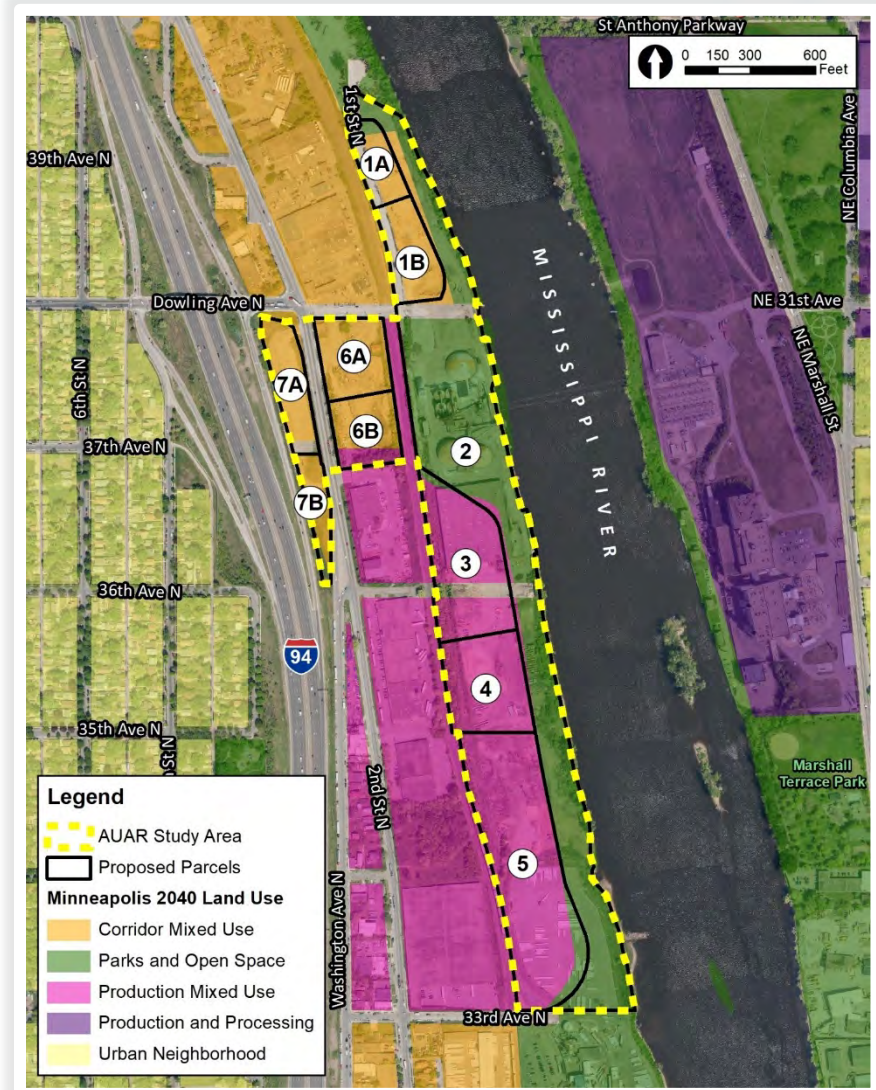 St Anthony Parkway
0 150 300 600
Feet
1st St N
NE Columbia Ave
39th Ave N
1A
1B
MISSISSIPPI RIVER
Dowling Ave N
NE 31st Ave
NE Marshall St
6th St N
7A
6A
37th Ave N
6B
2
7B
3
36th Ave N
94
4
35th Ave N
St N
Marshall
Terrace Park
2nd St N
5
Washington Ave N
33rd Ave N
Legend
AUAR Study Area
Proposed Parcels
Minneapolis 2040 Land Use
Corridor Mixed Use
Parks and Open Space
Production Mixed Use
Production and Processing
Urban Neighborhood